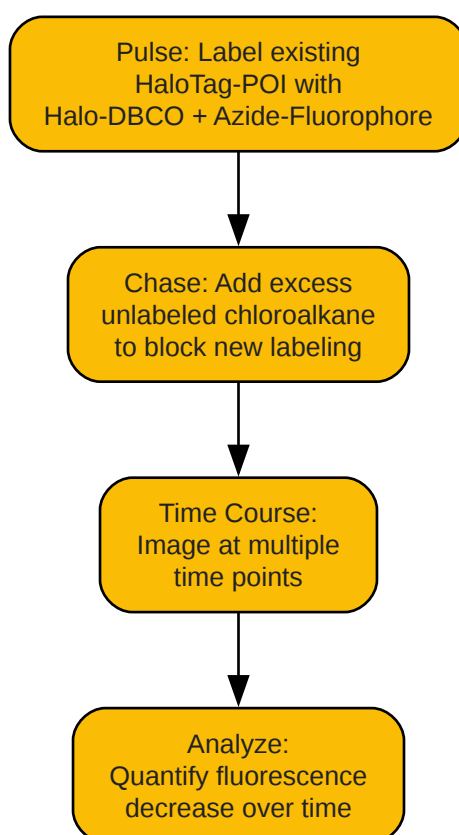 Pulse: Label existing
HaloTag-POI with
Halo-DBCO + Azide-Fluorophore
Chase: Add excess
unlabeled chloroalkane
to block new labeling
Time Course:
Image at multiple
time points
Analyze:
Quantify fluorescence
decrease over time